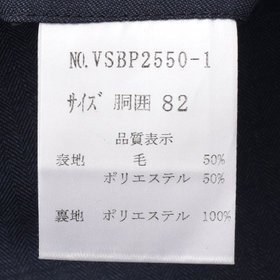 NO.VSBP2550-1
サイズ 胴囲 82
品質表示
表地 毛 50%
ポリエステル 50%
裏地 ポリエステル 100%